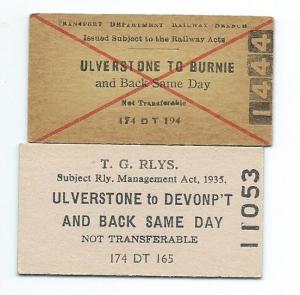 TRANSPORT DEPARTMENT RAILWAY BRANCH
Issued Subject to the Railway Acts
ULVERSTONE TO BURNIE
and Back Same Day
Not Transferable
174 DT 194
1444
T. G. RLYS.
Subject Rly. Management Act, 1935.
ULVERSTONE to DEVONP'T
AND BACK SAME DAY
NOT TRANSFERABLE
174 DT 165
11053